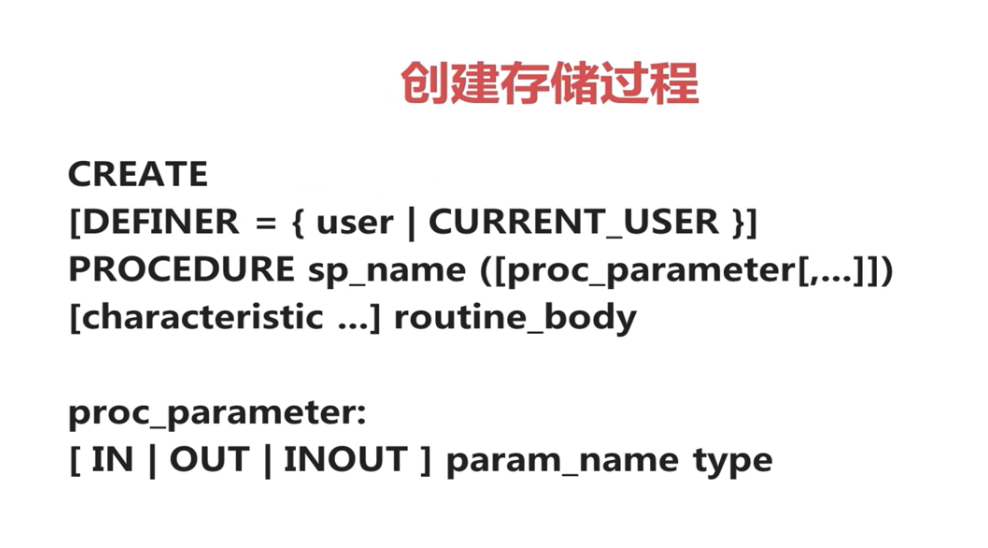 创建存储过程
CREATE
[DEFINER = { user | CURRENT_USER }]
PROCEDURE sp_name ([proc_parameter[,...]])
[characteristic ...] routine_body
proc_parameter:
[ IN | OUT | INOUT ] param_name type